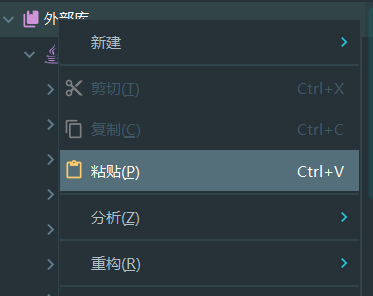 外部库
新建
剪切(T) Ctrl+X
复制(C) Ctrl+C
粘贴(P) Ctrl+V
分析(Z)
重构(R)